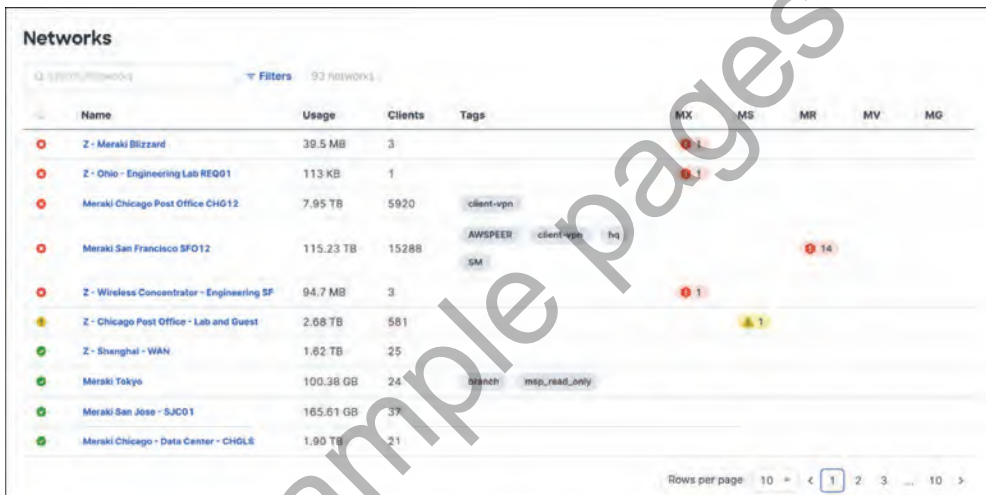 Networks
Filters 93 networks
Name Usage Clients Tags MX MS MR MV MG
Z - Meraki Blizzard 39.5 MB 3 1
Z - Ohio - Engineering Lab REQ01 113 KB 1 1
Meraki Chicago Post Office CHG12 7.95 TB 5920 client-vpn
Meraki San Francisco SFO12 115.23 TB 15288 AWSPEER client-vpn hq 14
SM
Z - Wireless Concentrator - Engineering SF 94.7 MB 3 1
Z - Chicago Post Office - Lab and Guest 2.68 TB 581 1
Z - Shanghai - WAN 1.62 TB 25
Meraki Tokyo 100.38 GB 24 branch msp_read_only
Meraki San Jose - SJC01 165.61 GB 37
Meraki Chicago - Data Center - CHGLS 1.90 TB 21
Rows per page 10 < 1 2 3 ... 10 >
sample pages